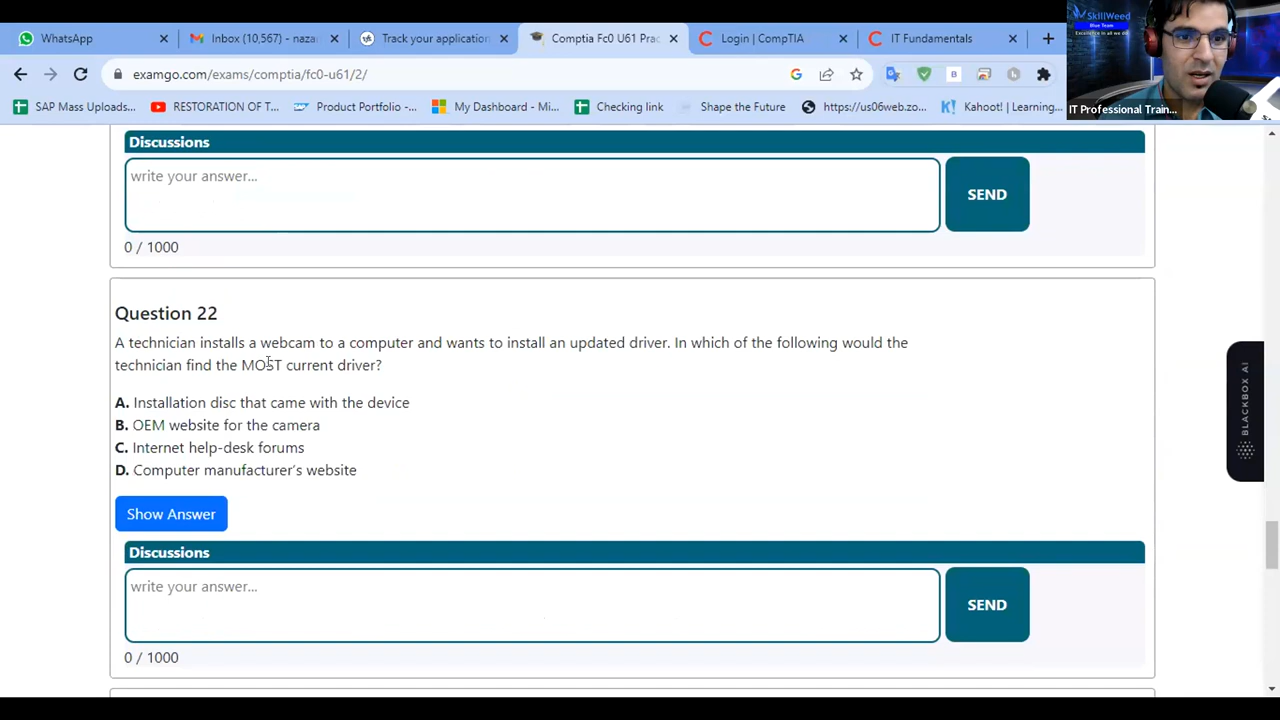 SkillWeed
Blue Team
WhatsApp
Inbox (10,567) - naza
Track your application
Comptia Fc0 U61 Prac
Login | CompTIA
IT Fundamentals
examgo.com/exams/comptia/fc0-u61/2/
IT Professional Train...
SAP Mass Uploads...
RESTORATION OF T...
Product Portfolio -...
My Dashboard - Mi...
Checking link
Shape the Future
https://us06web.zo...
Kahoot! | Learning...
Discussions
write your answer...
SEND
0 / 1000
Question 22
A technician installs a webcam to a computer and wants to install an updated driver. In which of the following would the
technician find the MOST current driver?
A. Installation disc that came with the device
B. OEM website for the camera
C. Internet help-desk forums
D. Computer manufacturer's website
Show Answer
Discussions
write your answer...
SEND
0 / 1000
BLACKBOX AI